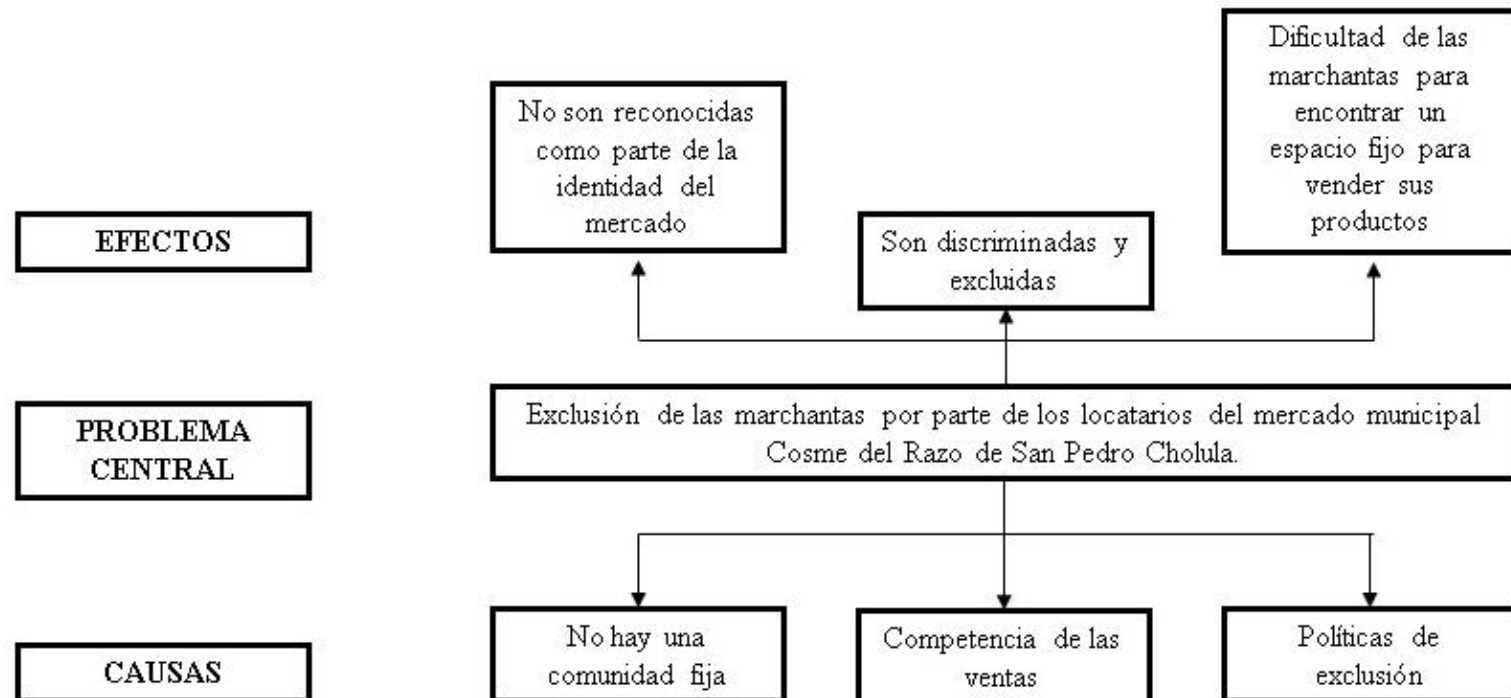 Dificultad de las
marchantas para
encontrar un
espacio fijo para
vender sus
productos
No son reconocidas
como parte de la
identidad del
mercado
EFECTOS
Son discriminadas y
excluidas
PROBLEMA
CENTRAL
Exclusión de las marchantas por parte de los locatarios del mercado municipal
Cosme del Razo de San Pedro Cholula.
CAUSAS
No hay una
comunidad fija
Competencia de las
ventas
Políticas de
exclusión